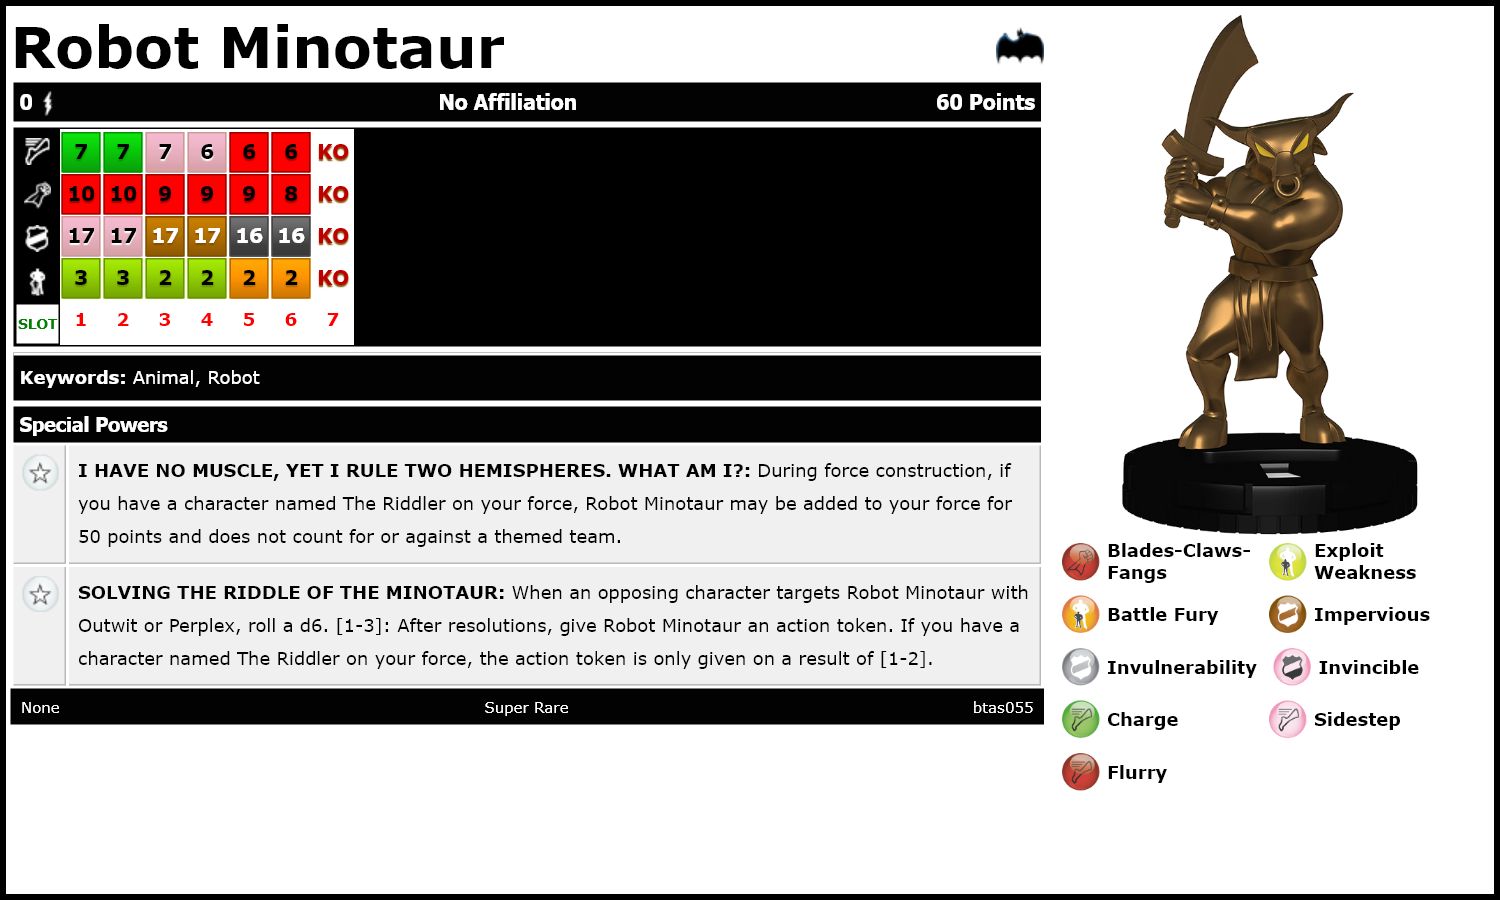 Robot Minotaur
0 No Affiliation 60 Points
7 7 7 6 6 6 KO
10 10 9 9 9 8 KO
17 17 17 17 16 16 KO
3 3 2 2 2 2 KO
SLOT 1 2 3 4 5 6 7
Keywords: Animal, Robot
Special Powers
I HAVE NO MUSCLE, YET I RULE TWO HEMISPHERES. WHAT AM I?: During force construction, if
you have a character named The Riddler on your force, Robot Minotaur may be added to your force for
50 points and does not count for or against a themed team.
SOLVING THE RIDDLE OF THE MINOTAUR: When an opposing character targets Robot Minotaur with
Outwit or Perplex, roll a d6. [1-3]: After resolutions, give Robot Minotaur an action token. If you have a
character named The Riddler on your force, the action token is only given on a result of [1-2].
None Super Rare btas055
Blades-Claws-
Fangs
Exploit
Weakness
Battle Fury
Impervious
Invulnerability
Invincible
Charge
Sidestep
Flurry